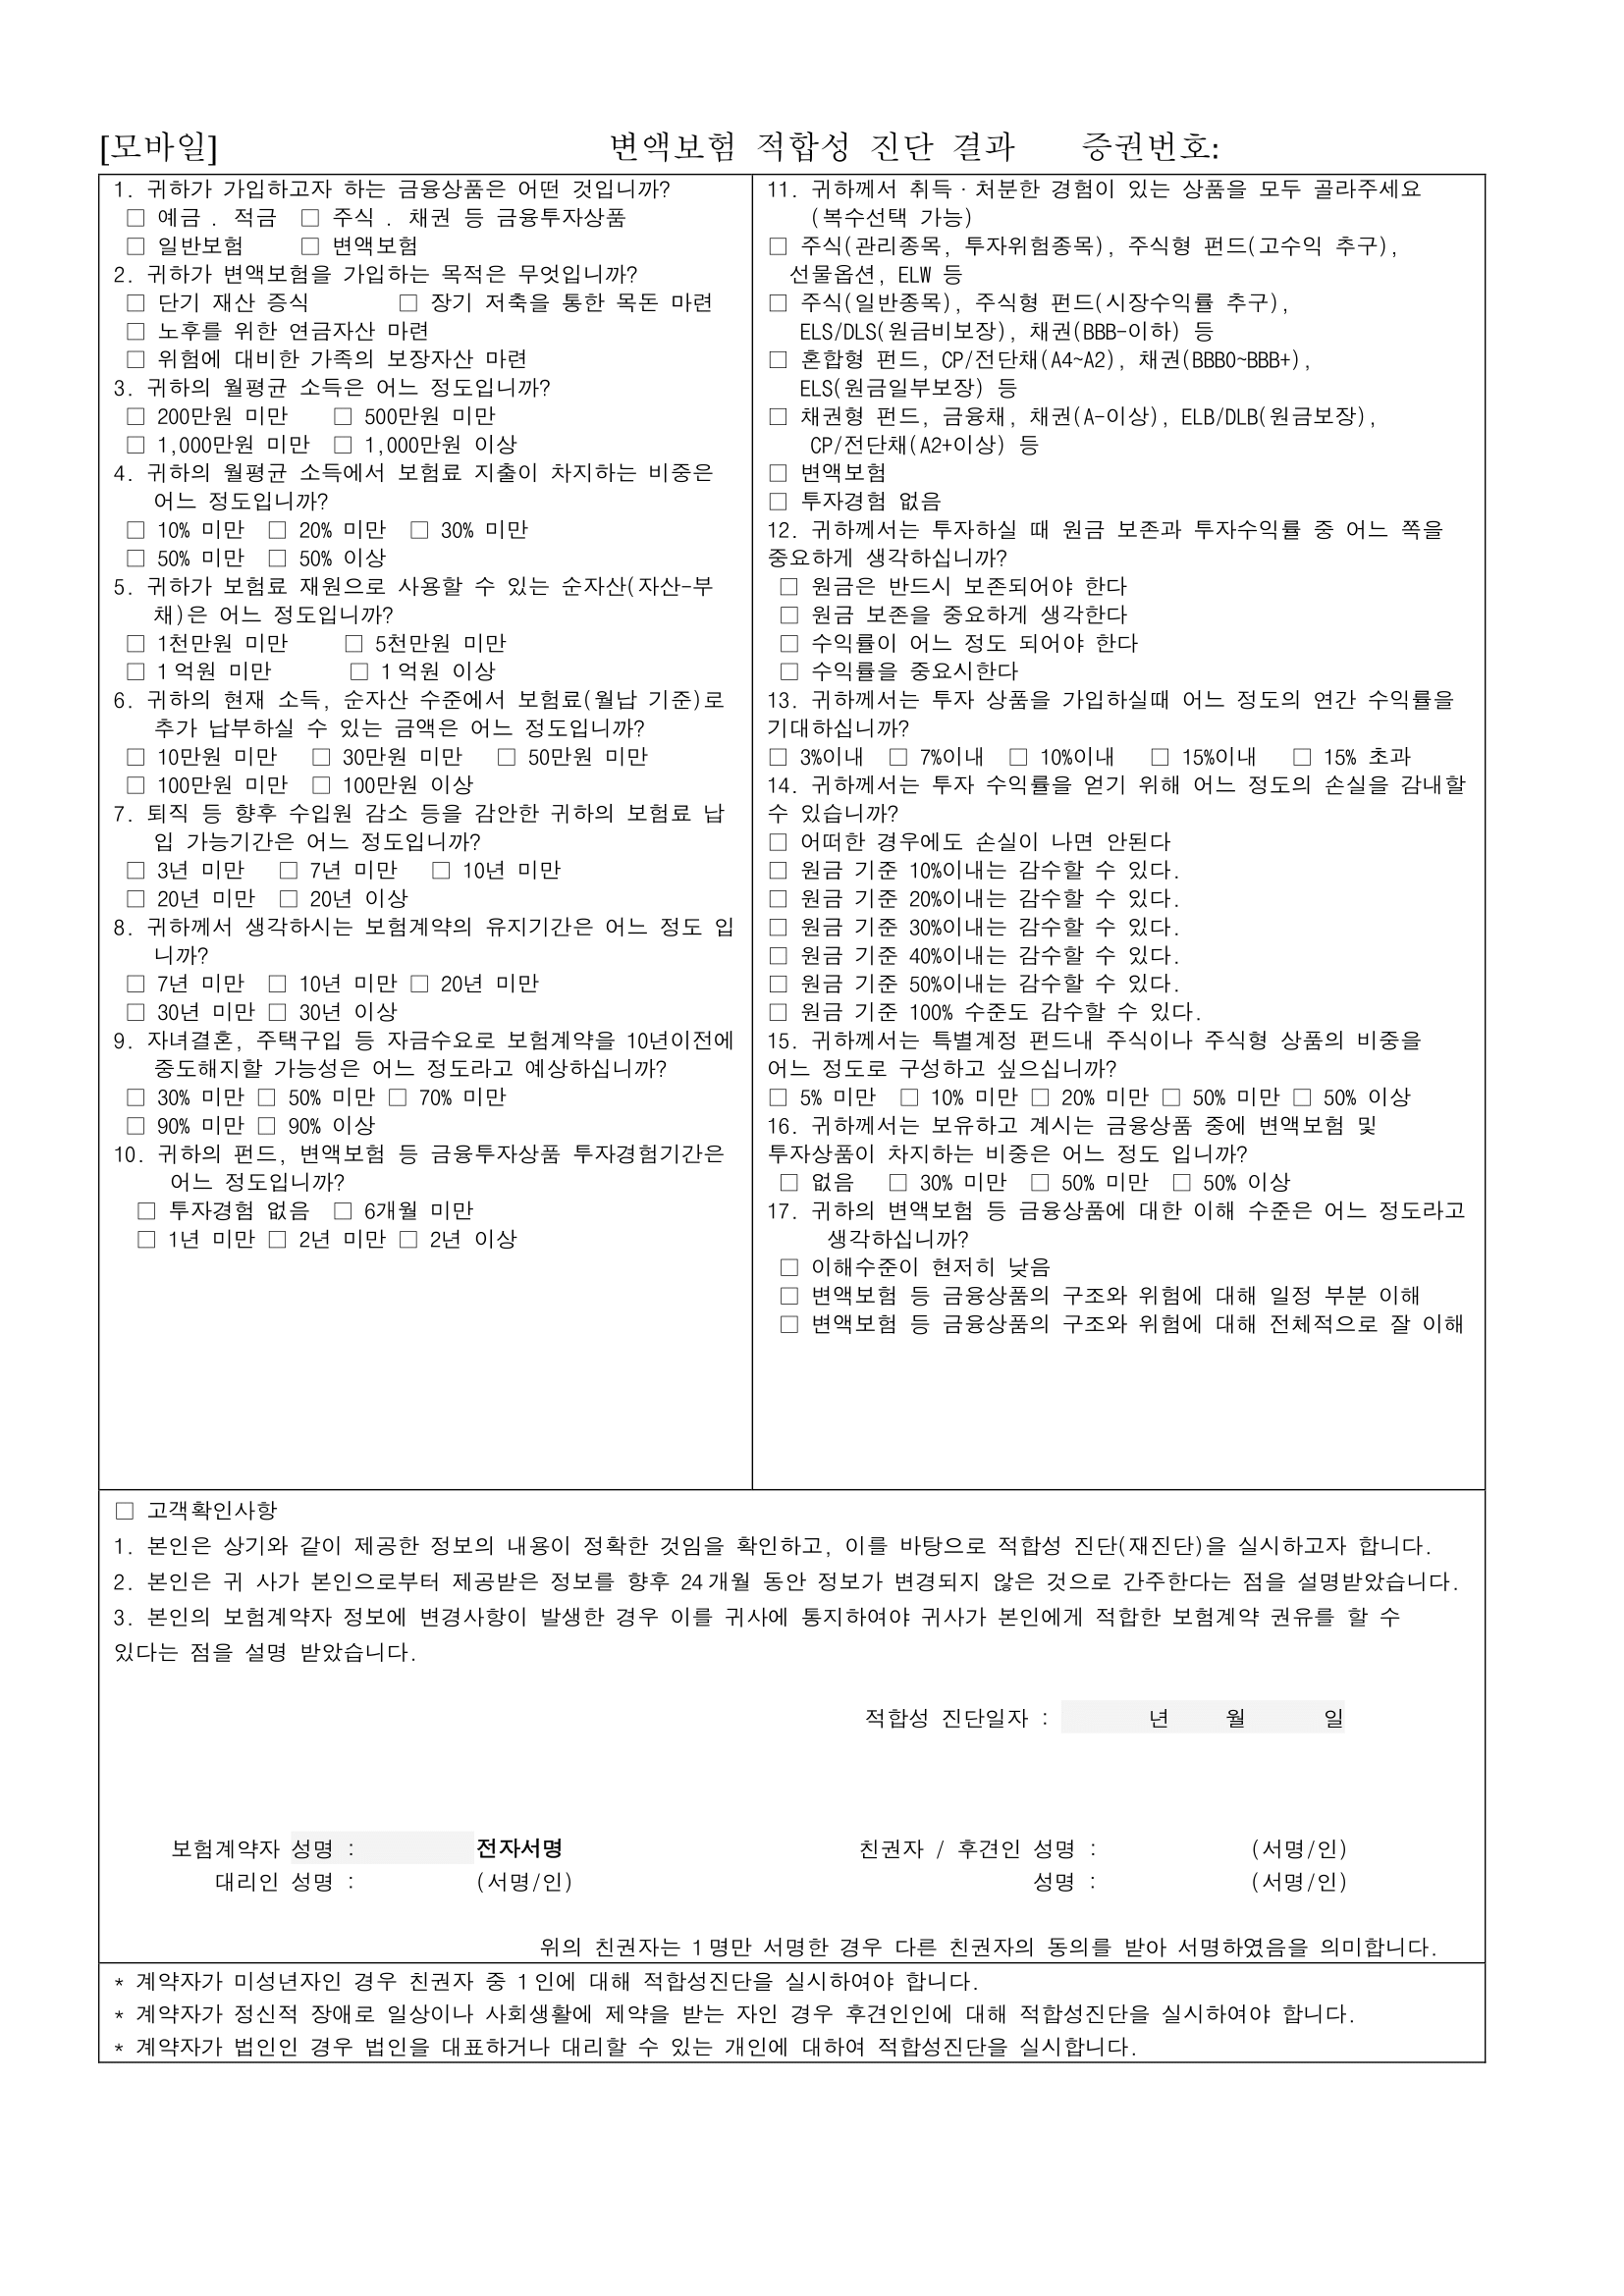 [모바일] 변액보험 적합성 진단 결과 증권번호:
1. 귀하가 가입하고자 하는 금융상품은 어떤 것입니까?
□ 예금 . 적금 □ 주식 . 채권 등 금융투자상품
□ 일반보험 □ 변액보험
2. 귀하가 변액보험을 가입하는 목적은 무엇입니까?
□ 단기 재산 증식 □ 장기 저축을 통한 목돈 마련
□ 노후를 위한 연금자산 마련
□ 위험에 대비한 가족의 보장자산 마련
3. 귀하의 월평균 소득은 어느 정도입니까?
□ 200만원 미만 □ 500만원 미만
□ 1,000만원 미만 □ 1,000만원 이상
4. 귀하의 월평균 소득에서 보험료 지출이 차지하는 비중은
어느 정도입니까?
□ 10% 미만 □ 20% 미만 □ 30% 미만
□ 50% 미만 □ 50% 이상
5. 귀하가 보험료 재원으로 사용할 수 있는 순자산(자산-부
채)은 어느 정도입니까?
□ 1천만원 미만 □ 5천만원 미만
□ 1억원 미만 □ 1억원 이상
6. 귀하의 현재 소득, 순자산 수준에서 보험료(월납 기준)로
추가 납부하실 수 있는 금액은 어느 정도입니까?
□ 10만원 미만 □ 30만원 미만 □ 50만원 미만
□ 100만원 미만 □ 100만원 이상
7. 퇴직 등 향후 수입원 감소 등을 감안한 귀하의 보험료 납
입 가능기간은 어느 정도입니까?
□ 3년 미만 □ 7년 미만 □ 10년 미만
□ 20년 미만 □ 20년 이상
8. 귀하께서 생각하시는 보험계약의 유지기간은 어느 정도 입
니까?
□ 7년 미만 □ 10년 미만 □ 20년 미만
□ 30년 미만 □ 30년 이상
9. 자녀결혼, 주택구입 등 자금수요로 보험계약을 10년이전에
중도해지할 가능성은 어느 정도라고 예상하십니까?
□ 30% 미만 □ 50% 미만 □ 70% 미만
□ 90% 미만 □ 90% 이상
10. 귀하의 펀드, 변액보험 등 금융투자상품 투자경험기간은
어느 정도입니까?
□ 투자경험 없음 □ 6개월 미만
□ 1년 미만 □ 2년 미만 □ 2년 이상
11. 귀하께서 취득·처분한 경험이 있는 상품을 모두 골라주세요
(복수선택 가능)
□ 주식(관리종목, 투자위험종목), 주식형 펀드(고수익 추구),
선물옵션, ELW 등
□ 주식(일반종목), 주식형 펀드(시장수익률 추구),
ELS/DLS(원금비보장), 채권(BBB-이하) 등
□ 혼합형 펀드, CP/전단채(A4~A2), 채권(BBB0~BBB+),
ELS(원금일부보장) 등
□ 채권형 펀드, 금융채, 채권(A-이상), ELB/DLB(원금보장),
CP/전단채(A2+이상) 등
□ 변액보험
□ 투자경험 없음
12. 귀하께서는 투자하실 때 원금 보존과 투자수익률 중 어느 쪽을
중요하게 생각하십니까?
□ 원금은 반드시 보존되어야 한다
□ 원금 보존을 중요하게 생각한다
□ 수익률이 어느 정도 되어야 한다
□ 수익률을 중요시한다
13. 귀하께서는 투자 상품을 가입하실때 어느 정도의 연간 수익률을
기대하십니까?
□ 3%이내 □ 7%이내 □ 10%이내 □ 15%이내 □ 15% 초과
14. 귀하께서는 투자 수익률을 얻기 위해 어느 정도의 손실을 감내할
수 있습니까?
□ 어떠한 경우에도 손실이 나면 안된다
□ 원금 기준 10%이내는 감수할 수 있다.
□ 원금 기준 20%이내는 감수할 수 있다.
□ 원금 기준 30%이내는 감수할 수 있다.
□ 원금 기준 40%이내는 감수할 수 있다.
□ 원금 기준 50%이내는 감수할 수 있다.
□ 원금 기준 100% 수준도 감수할 수 있다.
15. 귀하께서는 특별계정 펀드내 주식이나 주식형 상품의 비중을
어느 정도로 구성하고 싶으십니까?
□ 5% 미만 □ 10% 미만 □ 20% 미만 □ 50% 미만 □ 50% 이상
16. 귀하께서는 보유하고 계시는 금융상품 중에 변액보험 및
투자상품이 차지하는 비중은 어느 정도 입니까?
□ 없음 □ 30% 미만 □ 50% 미만 □ 50% 이상
17. 귀하의 변액보험 등 금융상품에 대한 이해 수준은 어느 정도라고
생각하십니까?
□ 이해수준이 현저히 낮음
□ 변액보험 등 금융상품의 구조와 위험에 대해 일정 부분 이해
□ 변액보험 등 금융상품의 구조와 위험에 대해 전체적으로 잘 이해
□ 고객확인사항
1. 본인은 상기와 같이 제공한 정보의 내용이 정확한 것임을 확인하고, 이를 바탕으로 적합성 진단(재진단)을 실시하고자 합니다.
2. 본인은 귀 사가 본인으로부터 제공받은 정보를 향후 24개월 동안 정보가 변경되지 않은 것으로 간주한다는 점을 설명받았습니다.
3. 본인의 보험계약자 정보에 변경사항이 발생한 경우 이를 귀사에 통지하여야 귀사가 본인에게 적합한 보험계약 권유를 할 수
있다는 점을 설명 받았습니다.
적합성 진단일자 : 년 월 일
보험계약자 성명 : 전자서명 친권자 / 후견인 성명 : (서명/인)
대리인 성명 : (서명/인) 성명 : (서명/인)
위의 친권자는 1명만 서명한 경우 다른 친권자의 동의를 받아 서명하였음을 의미합니다.
* 계약자가 미성년자인 경우 친권자 중 1인에 대해 적합성진단을 실시하여야 합니다.
* 계약자가 정신적 장애로 일상이나 사회생활에 제약을 받는 자인 경우 후견인인에 대해 적합성진단을 실시하여야 합니다.
* 계약자가 법인인 경우 법인을 대표하거나 대리할 수 있는 개인에 대하여 적합성진단을 실시합니다.